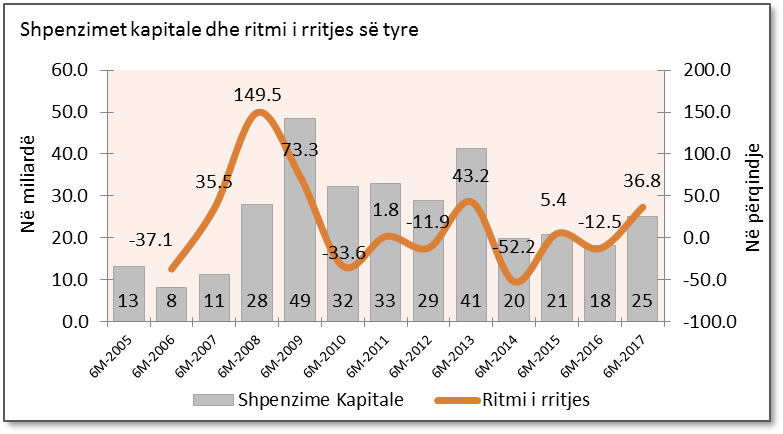 Shpenzimet kapitale dhe ritmi i rritjes së tyre
Në miliardë
60.0
50.0
40.0
30.0
20.0
10.0
0.0
-37.1
35.5
149.5
73.3
-33.6
1.8
-11.9
43.2
-52.2
5.4
-12.5
36.8
13 8 11 28 49 32 33 29 41 20 21 18 25
200.0
150.0
100.0
50.0
0.0
-50.0
-100.0
Në përqindje
6M-2005
6M-2006
6M-2007
6M-2008
6M-2009
6M-2010
6M-2011
6M-2012
6M-2013
6M-2014
6M-2015
6M-2016
6M-2017
Shpenzime Kapitale
Ritmi i rritjes